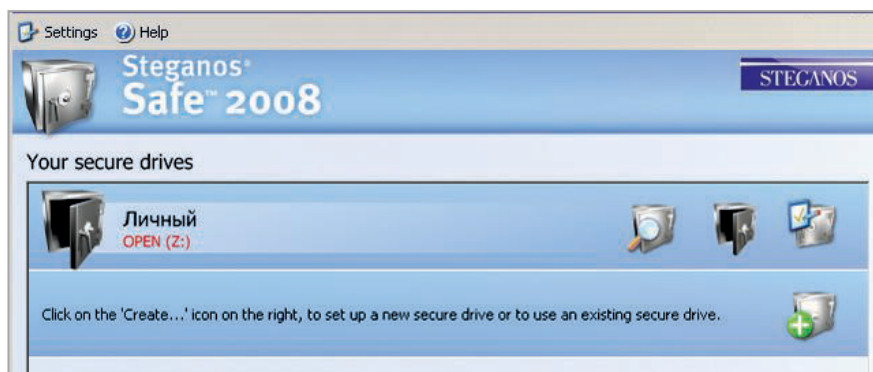 Settings Help
Steganos®
Safe™ 2008
STEGANOS
Your secure drives
Личный
OPEN (Z:)
Click on the 'Create...' icon on the right, to set up a new secure drive or to use an existing secure drive.